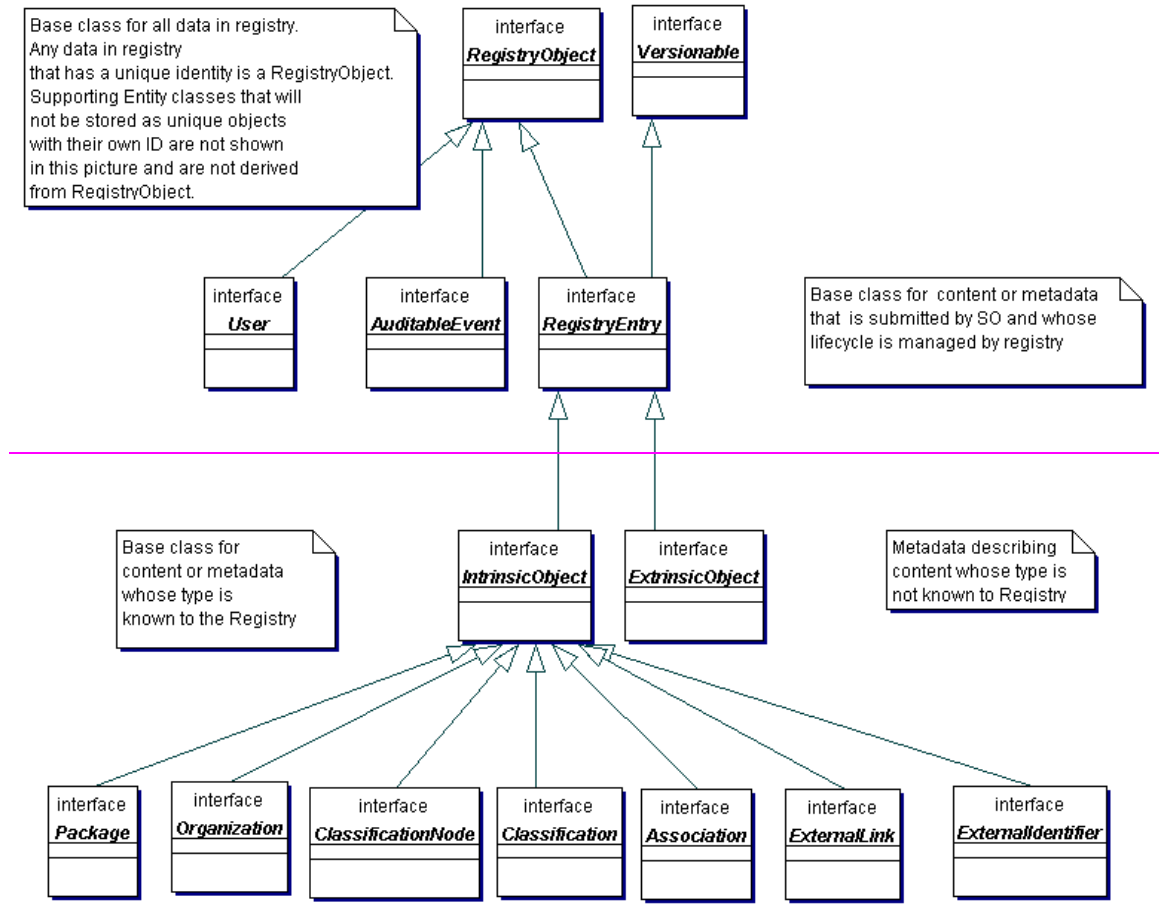 Base class for all data in registry.
Any data in registry
that has a unique identity is a RegistryObject.
Supporting Entity classes that will
not be stored as unique objects
with their own ID are not shown
in this picture and are not derived
from RegistryObject.
interface
RegistryObject
interface
Versionable
interface
User
interface
AuditableEvent
interface
RegistryEntry
Base class for content or metadata
that is submitted by SO and whose
lifecycle is managed by registry
Base class for
content or metadata
whose type is
known to the Registry
interface
IntrinsicObject
interface
ExtrinsicObject
Metadata describing
content whose type is
not known to Registry
interface
Package
interface
Organization
interface
ClassificationNode
interface
Classification
interface
Association
interface
ExternalLink
interface
ExternalIdentifier